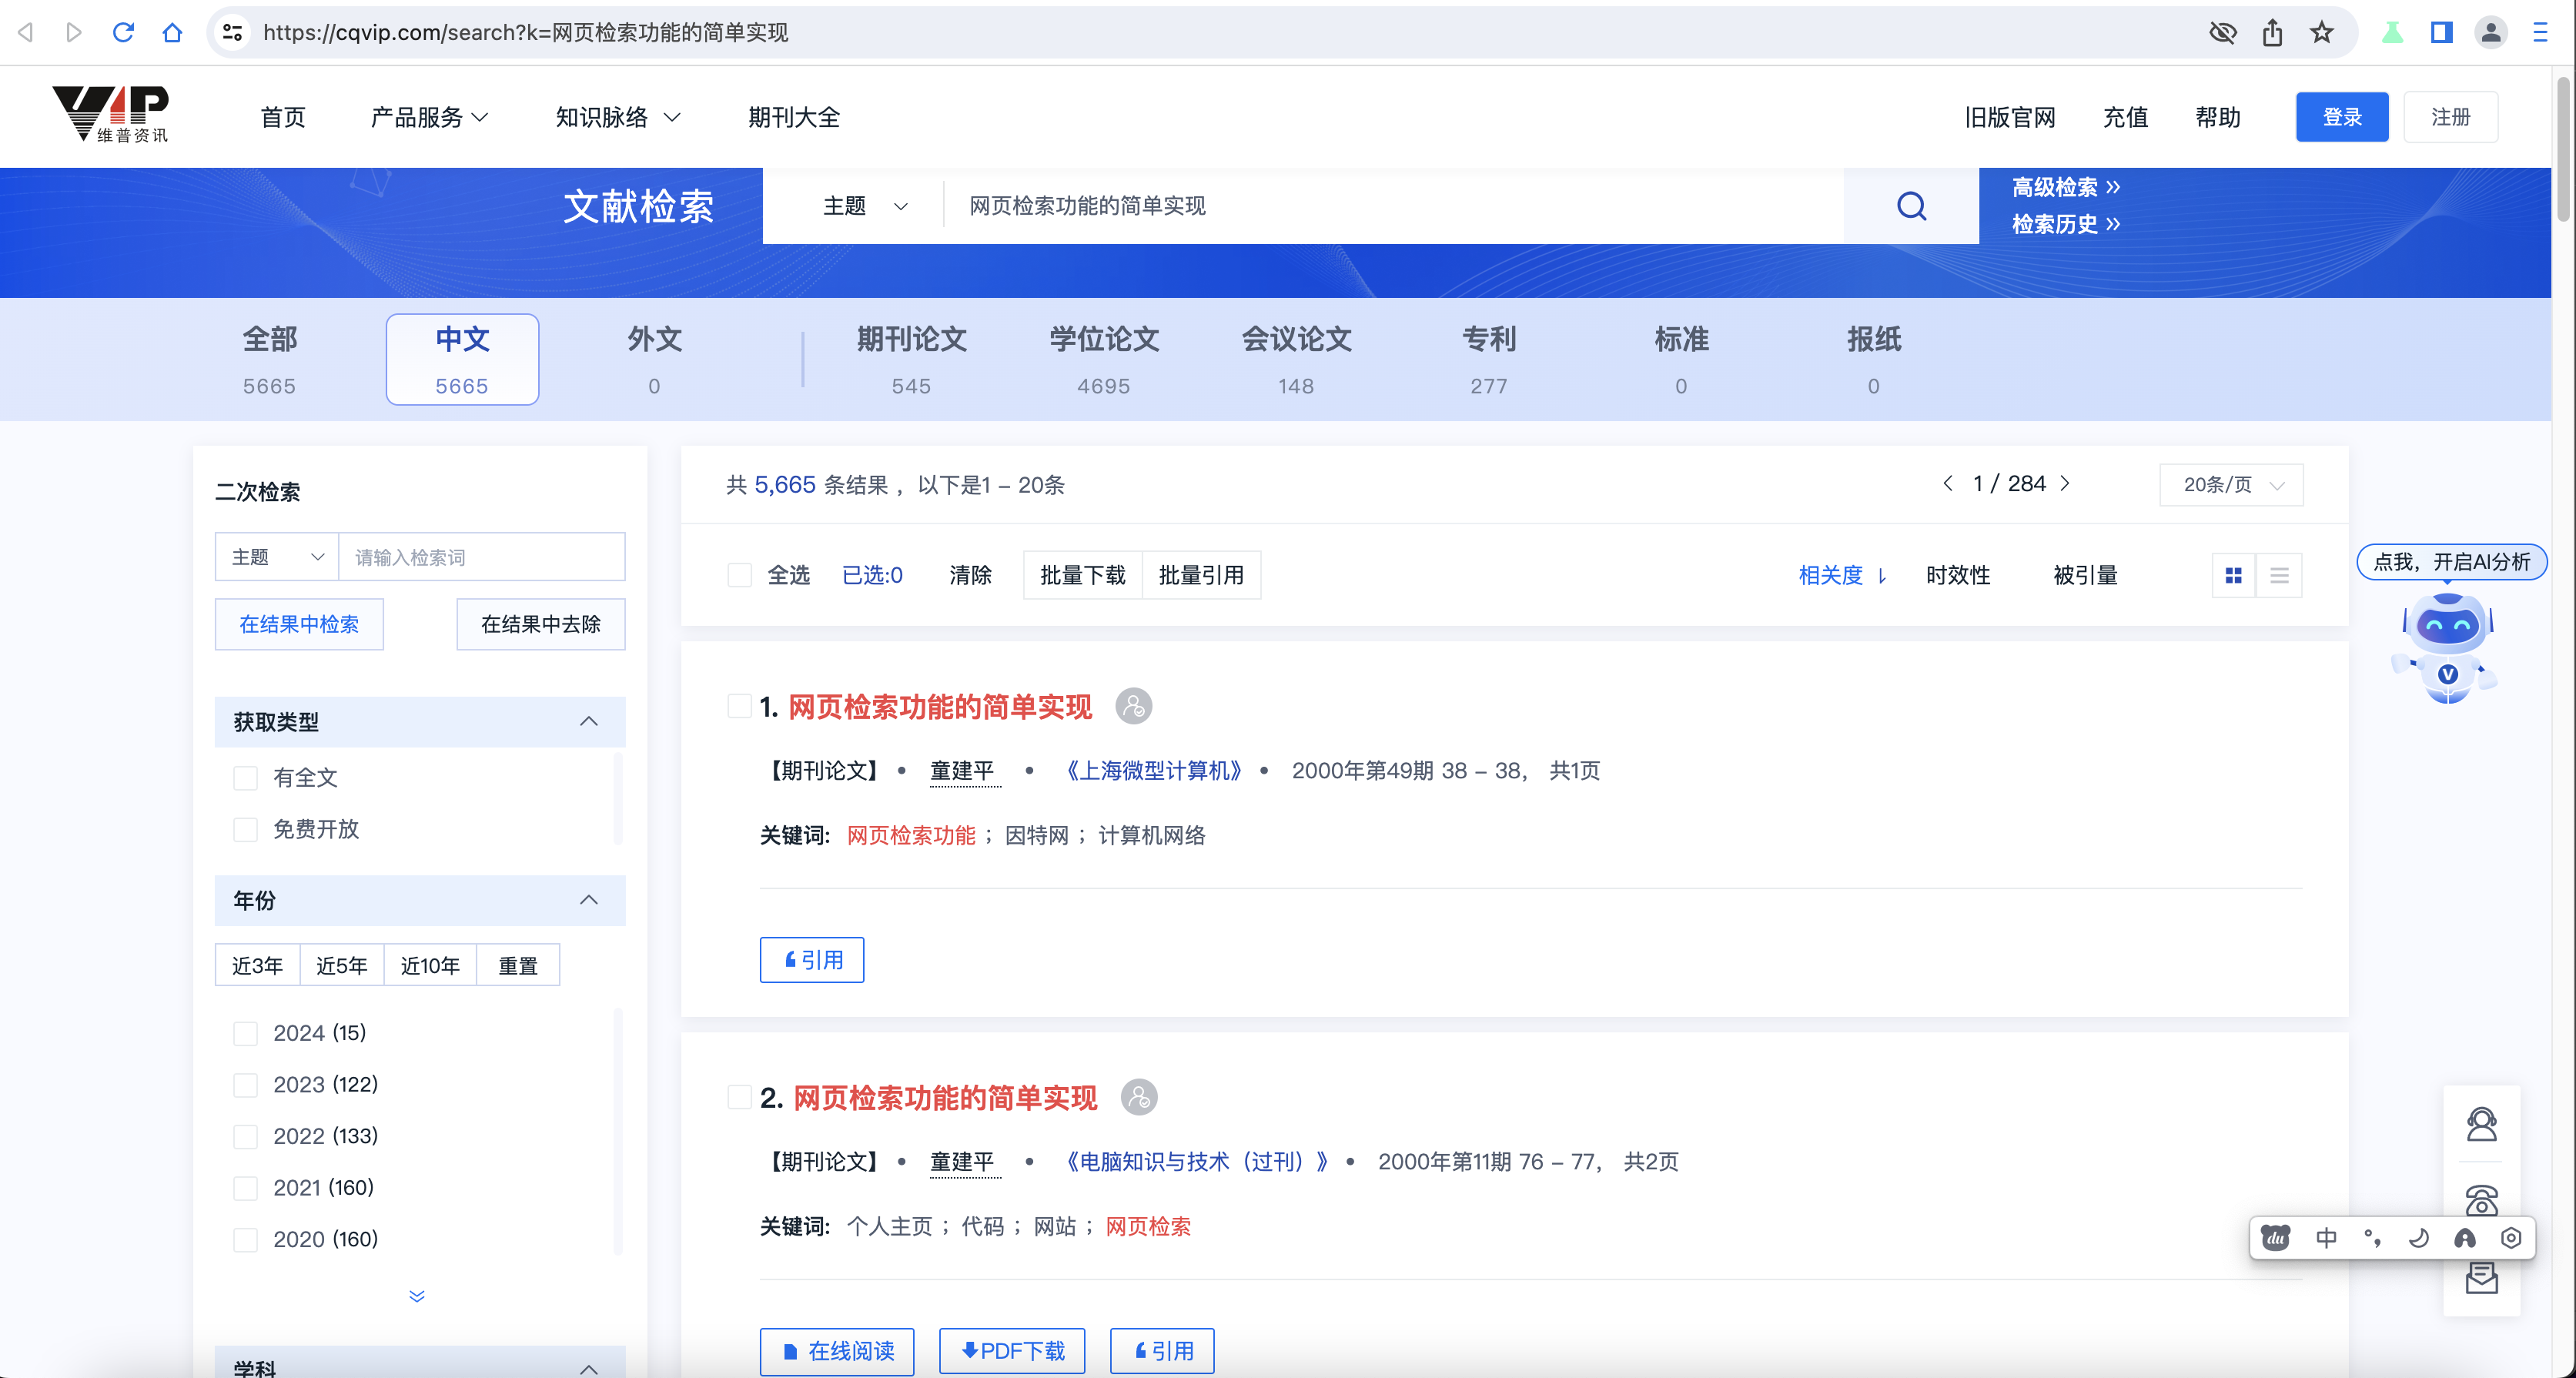 https://cqvip.com/search?k=网页检索功能的简单实现
VIP 维普资讯
首页 产品服务 知识脉络 期刊大全 旧版官网 充值 帮助 登录 注册
文献检索 主题 网页检索功能的简单实现 高级检索 »
检索历史 »
全部 中文 外文 期刊论文 学位论文 会议论文 专利 标准 报纸
5665 5665 0 545 4695 148 277 0 0
二次检索
主题 请输入检索词
在结果中检索 在结果中去除
获取类型
有全文
免费开放
年份
近3年 近5年 近10年 重置
2024 (15)
2023 (122)
2022 (133)
2021 (160)
2020 (160)
学科
共 5,665 条结果，以下是1 – 20条 < 1 / 284 > 20条/页
全选 已选:0 清除 批量下载 批量引用 相关度 时效性 被引量
1. 网页检索功能的简单实现
【期刊论文】 • 童建平 • 《上海微型计算机》 • 2000年第49期 38 – 38， 共1页
关键词: 网页检索功能； 因特网； 计算机网络
引用
2. 网页检索功能的简单实现
【期刊论文】 • 童建平 • 《电脑知识与技术（过刊）》 • 2000年第11期 76 – 77， 共2页
关键词: 个人主页； 代码； 网站； 网页检索
在线阅读 PDF下载 引用
点我，开启AI分析
V
du 中 °,